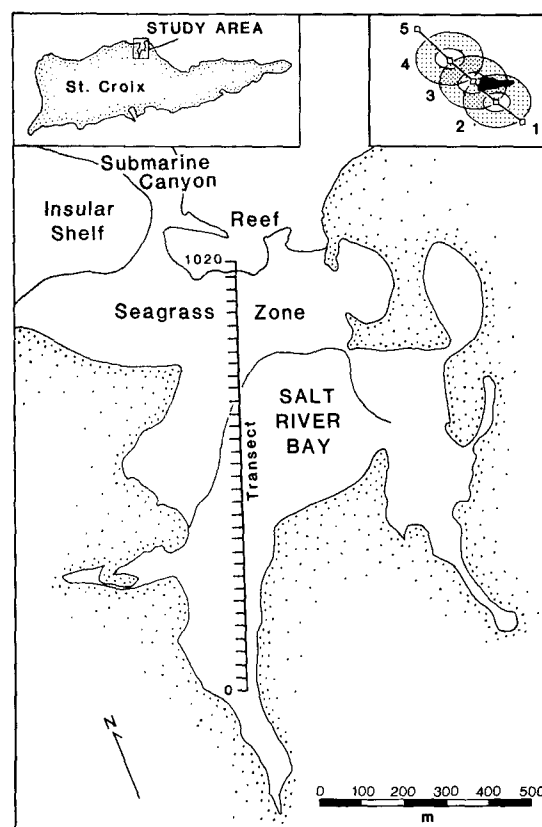 STUDY AREA
St. Croix
5
4
3
2
1
Submarine
Canyon
Insular
Shelf
Reef
1020
Seagrass Zone
SALT
RIVER
BAY
Transect
0
N
0 100 200 300 400 500
m